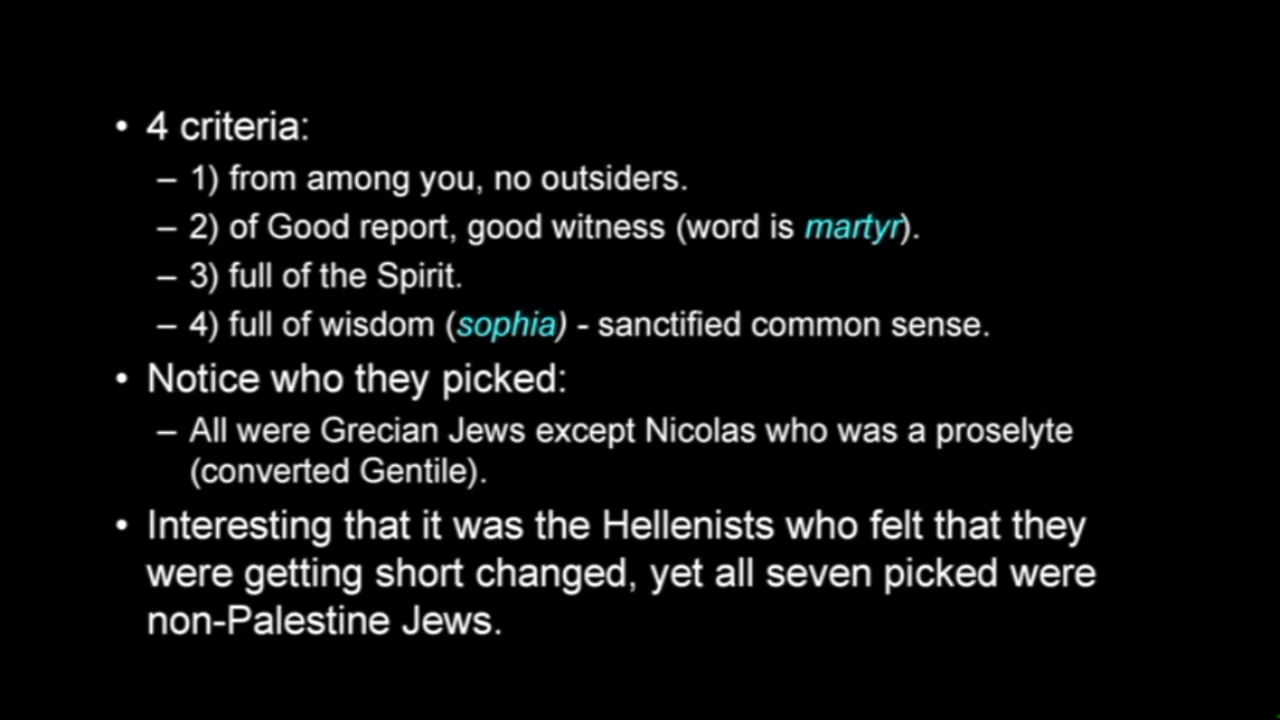 • 4 criteria:
– 1) from among you, no outsiders.
– 2) of Good report, good witness (word is martyr).
– 3) full of the Spirit.
– 4) full of wisdom (sophia) - sanctified common sense.
• Notice who they picked:
– All were Grecian Jews except Nicolas who was a proselyte
(converted Gentile).
• Interesting that it was the Hellenists who felt that they
were getting short changed, yet all seven picked were
non-Palestine Jews.